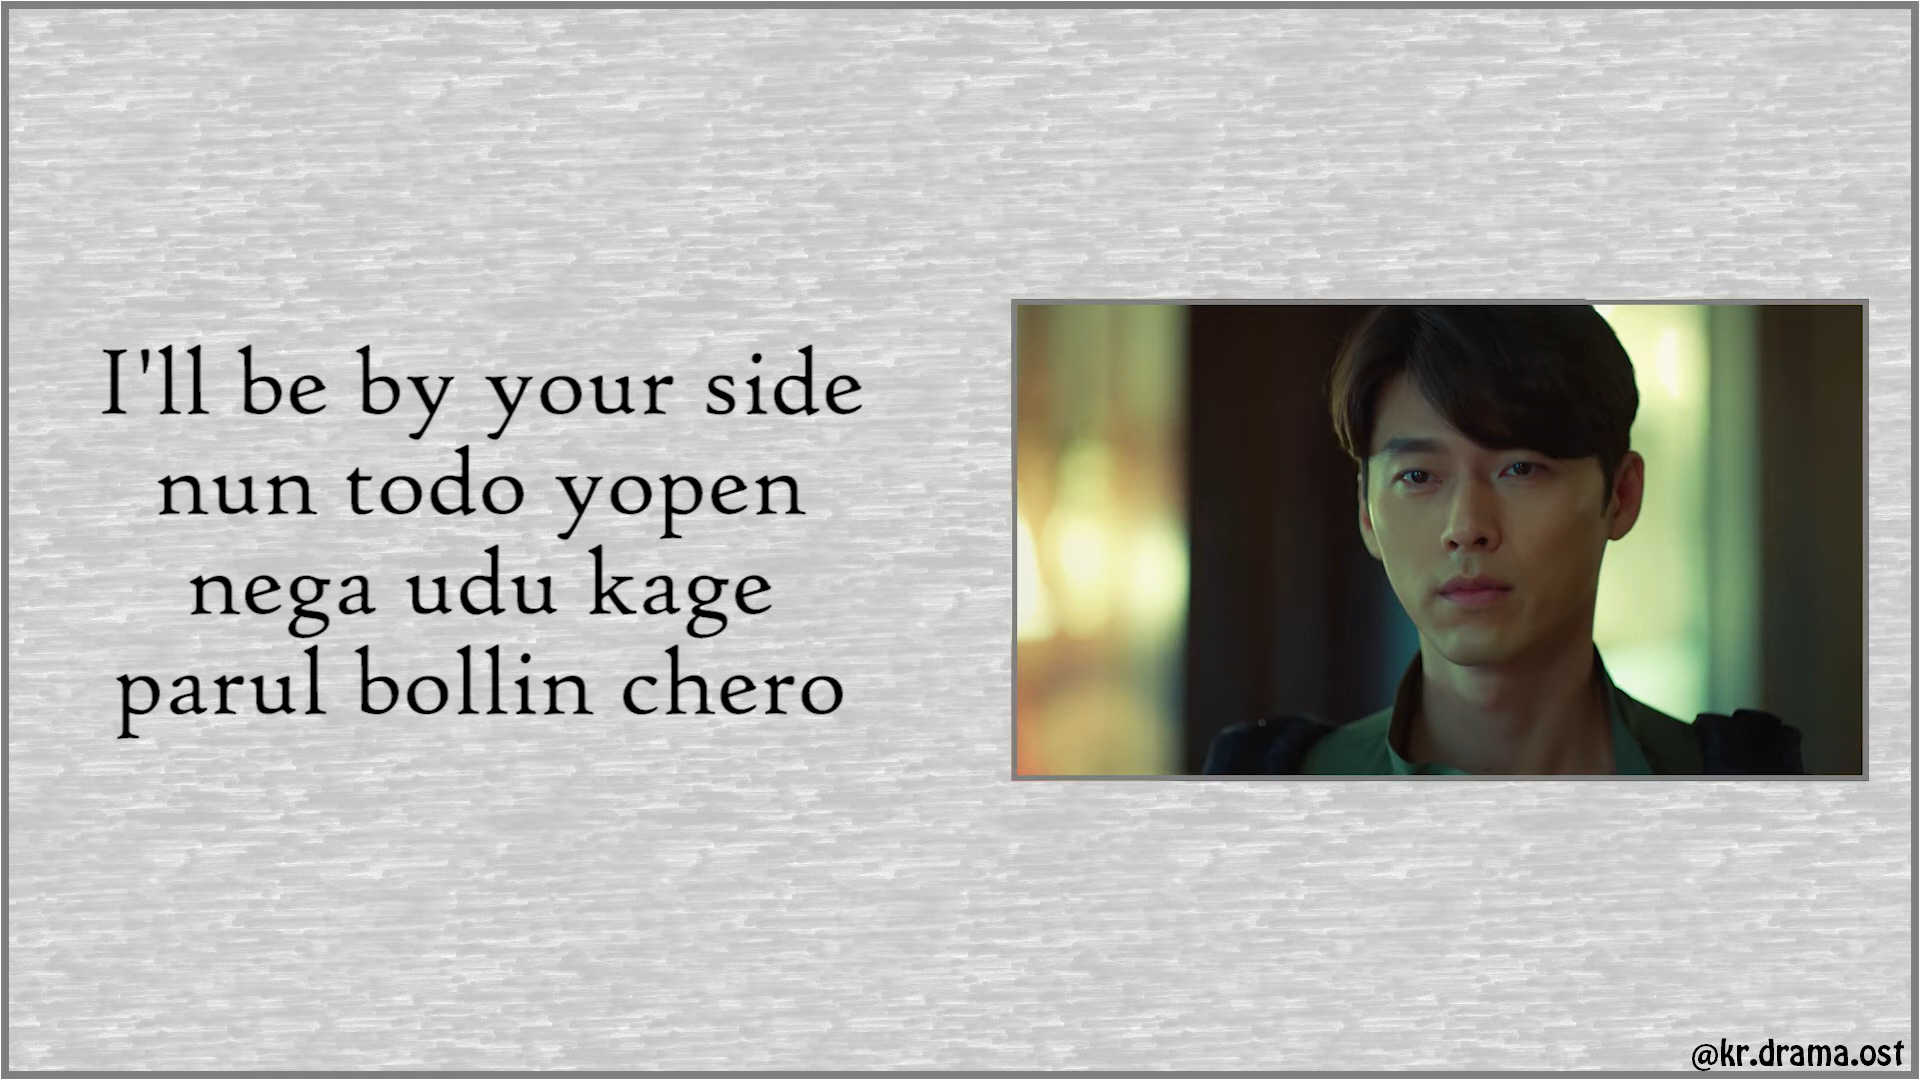 I'll be by your side
nun todo yopen
nega udu kage
parul bollin chero
@kr.drama.ost